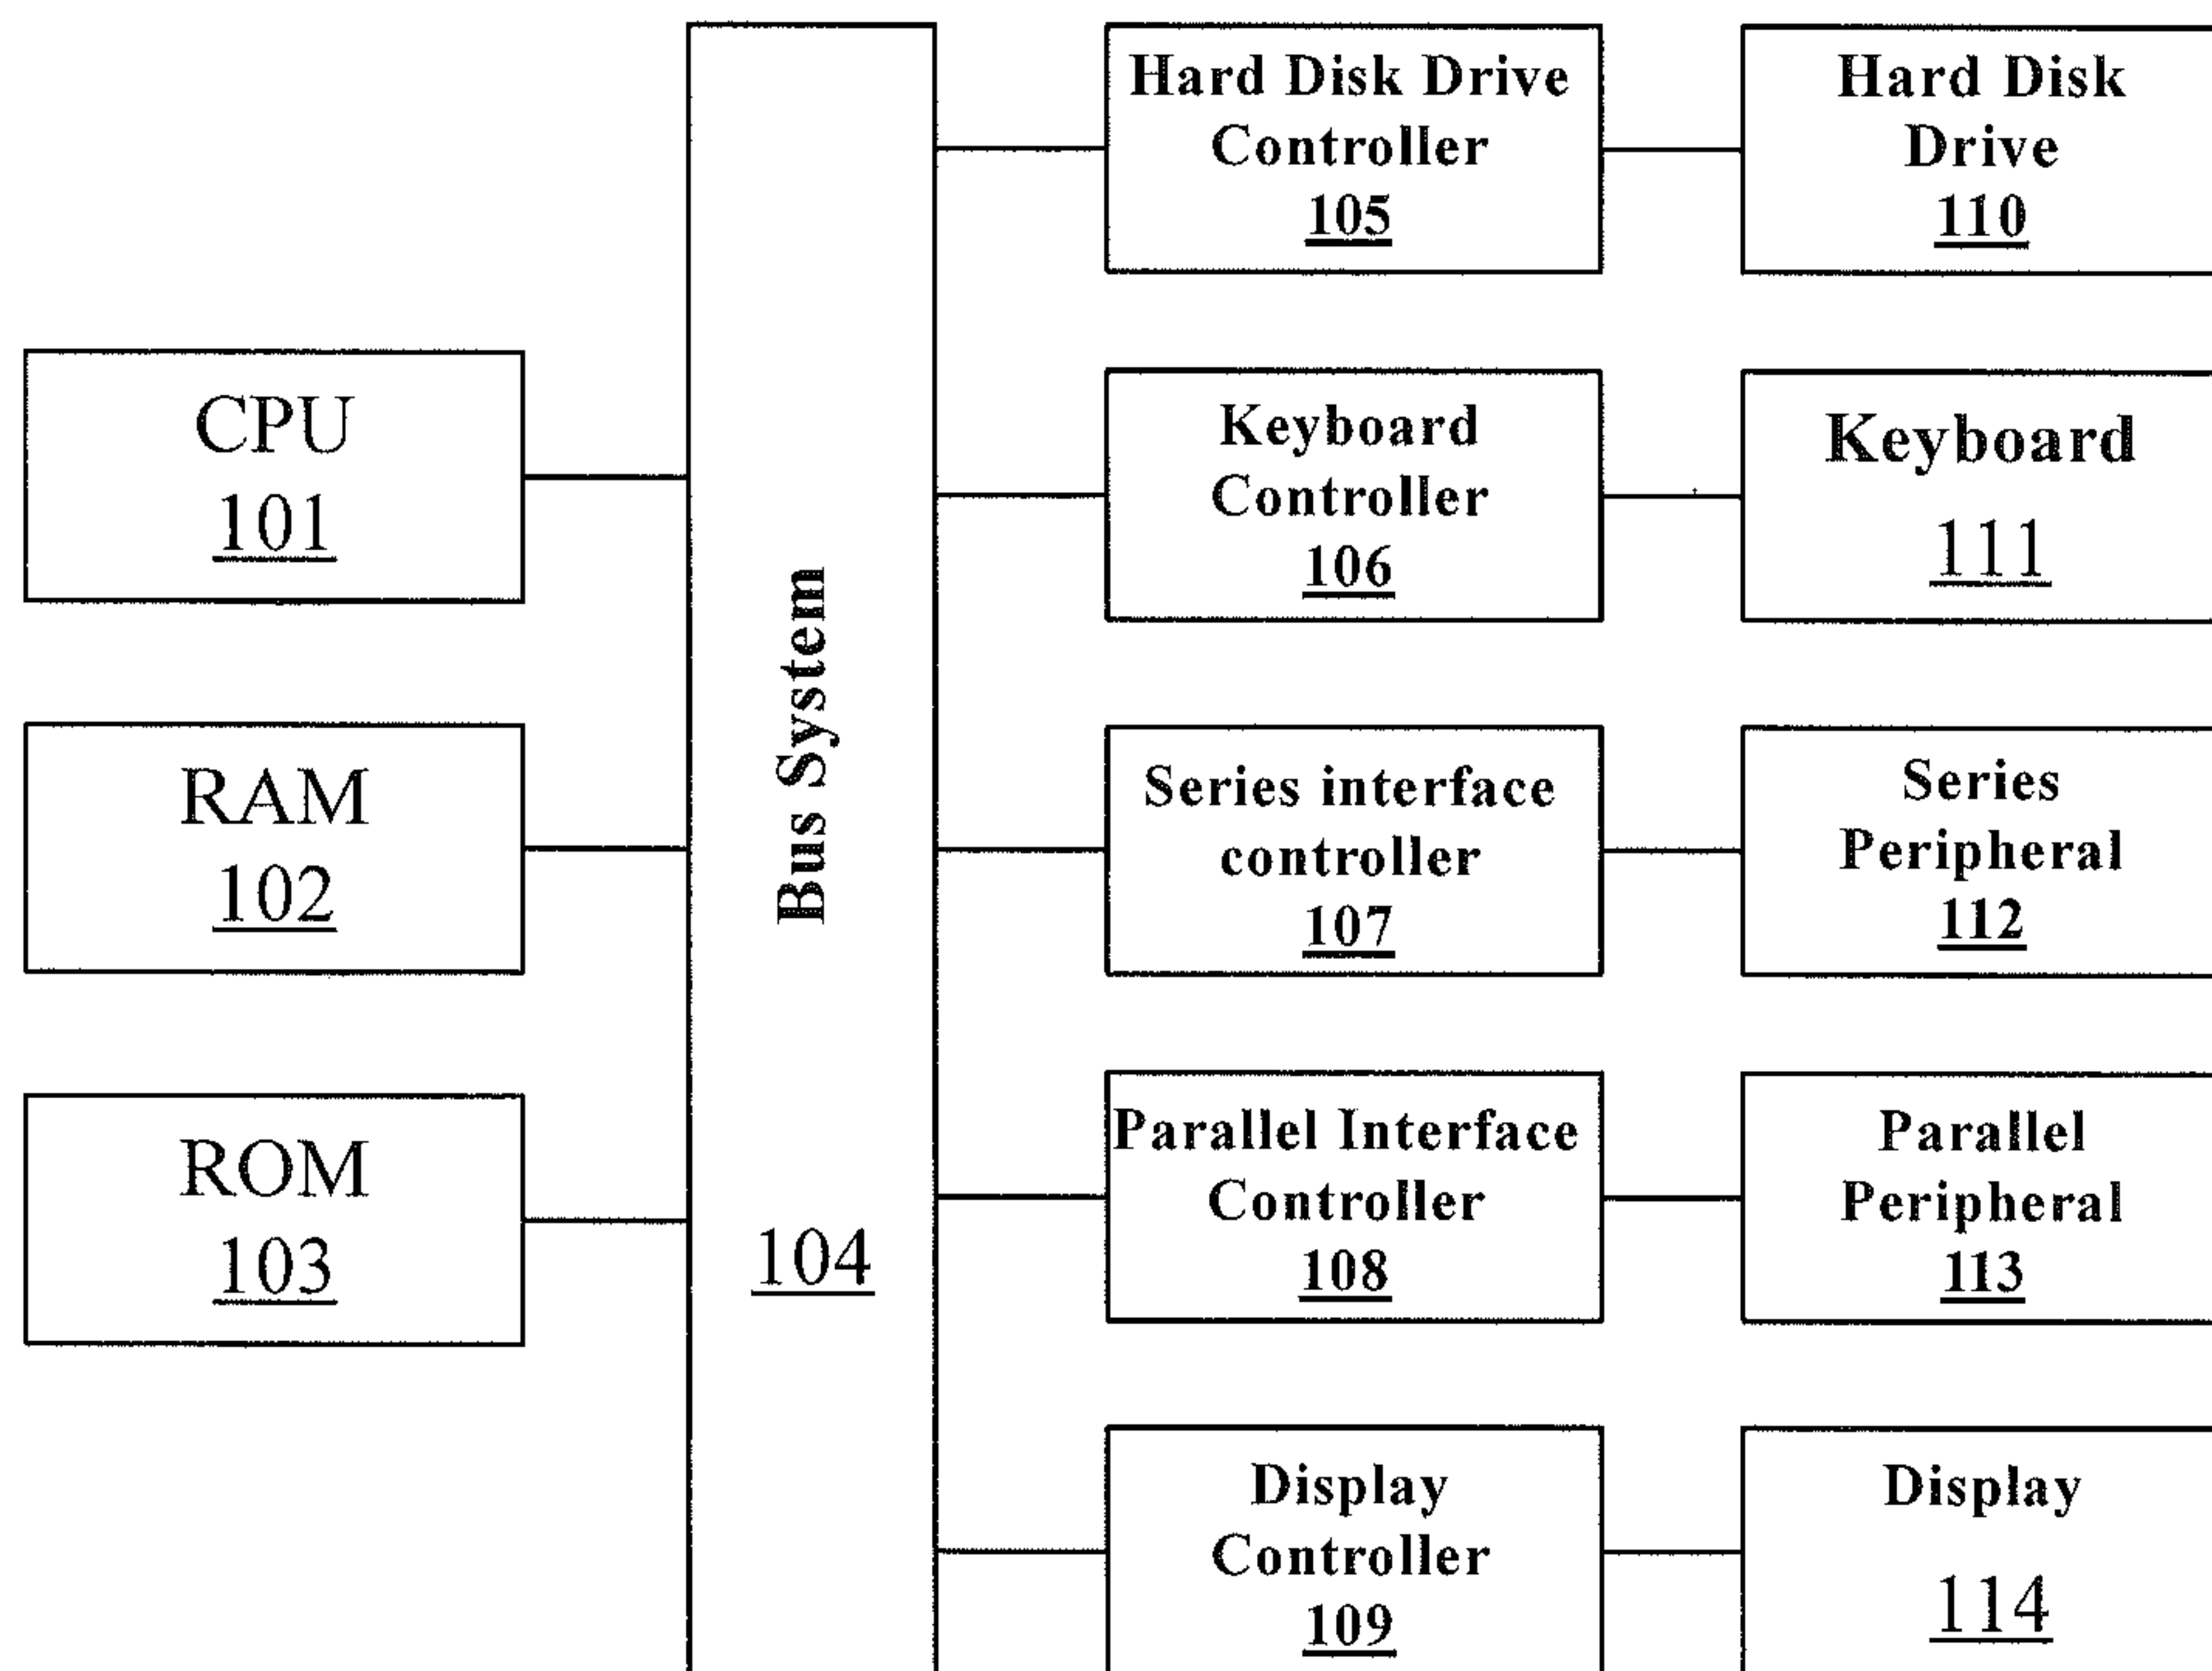 CPU
101
RAM
102
ROM
103
Bus System
104
Hard Disk Drive
Controller
105
Hard Disk
Drive
110
Keyboard
Controller
106
Keyboard
111
Series interface
controller
107
Series
Peripheral
112
Parallel Interface
Controller
108
Parallel
Peripheral
113
Display
Controller
109
Display
114